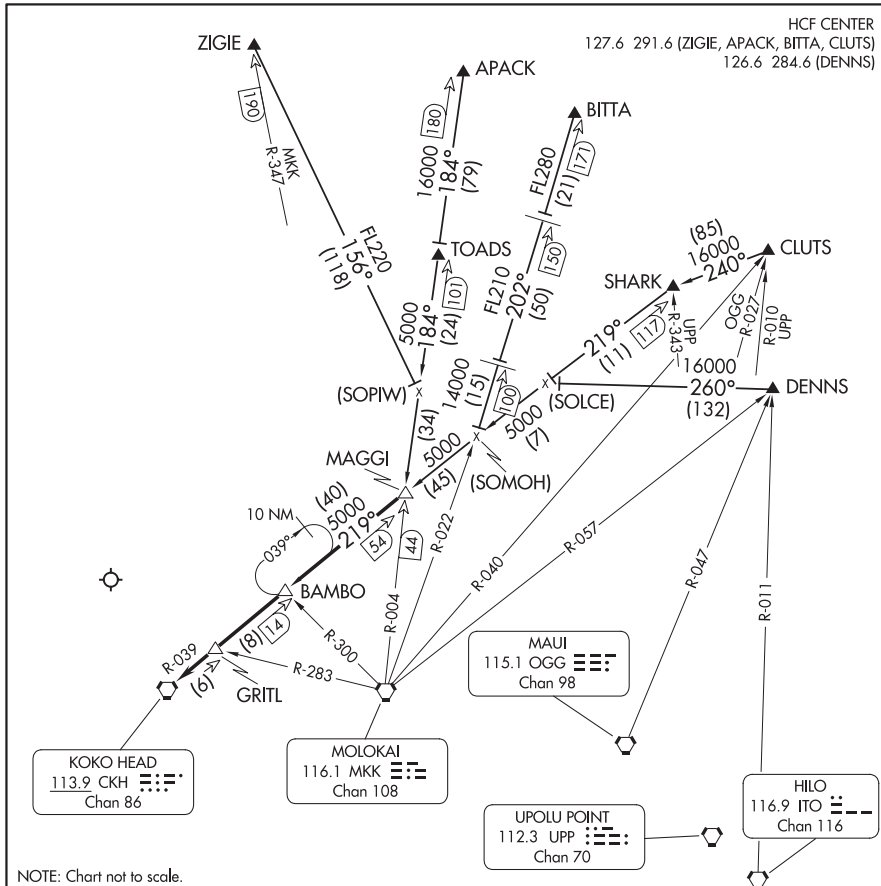 HCF CENTER
127.6 291.6 (ZIGIE, APACK, BITTA, CLUTS)
126.6 284.6 (DENNS)
ZIGIE
APACK
BITTA
190
MKK
R-347
180
16000
184°
(79)
FL280
(21)
171
FL220
156°
(118)
TOADS
101
5000
184°
(24)
150
FL210
202°
(50)
(85)
16000
240°
CLUTS
SHARK
117
219°
(11)
UPP
R-343
OGG
R-027
R-010
UPP
16000
260°
(132)
DENNS
(SOPIW)
14000
(15)
100
(SOLCE)
5000
(7)
(34)
MAGGI
5000
(45)
(SOMOH)
(40)
5000
219°
54
44
10 NM
039°
R-022
R-040
R-057
R-047
R-011
R-004
BAMBO
14
(8)
R-300
R-039
(6)
R-283
GRITL
MAUI
115.1 OGG
Chan 98
KOKO HEAD
113.9 CKH
Chan 86
MOLOKAI
116.1 MKK
Chan 108
UPOLU POINT
112.3 UPP
Chan 70
HILO
116.9 ITO
Chan 116
NOTE: Chart not to scale.